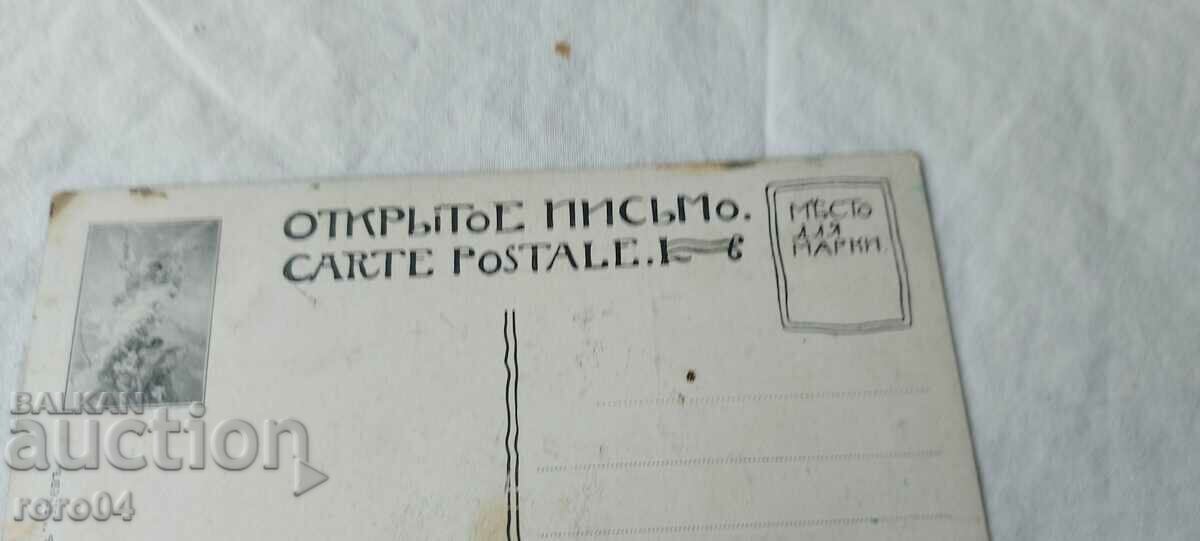 ОТКРЫТОЕ ПИСЬМО.
CARTE POSTALE.
МѢСТО
ДЛЯ
МАРКИ.
BALKAN
auction
roro04